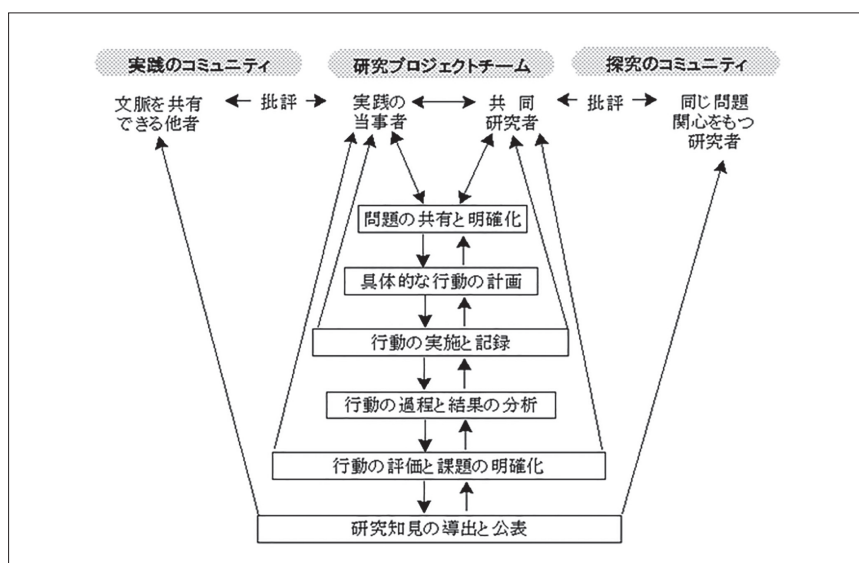 実践のコミュニティ
研究プロジェクトチーム
探究のコミュニティ
文脈を共有
できる他者
批評
実践の
当事者
共同
研究者
批評
同じ問題
関心をもつ
研究者
問題の共有と明確化
具体的な行動の計画
行動の実施と記録
行動の過程と結果の分析
行動の評価と課題の明確化
研究知見の導出と公表